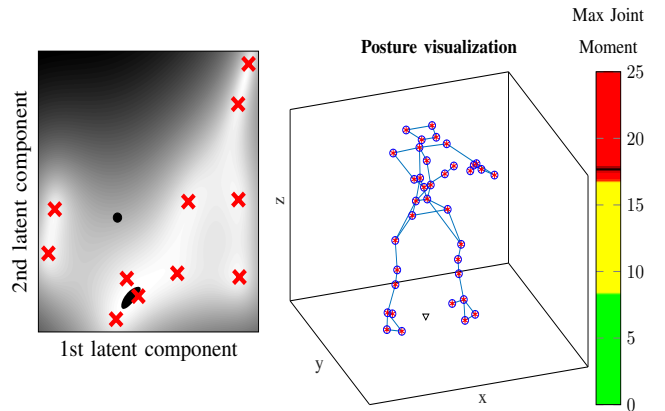 Max Joint
Posture visualization
Moment
2nd latent component
1st latent component
z
y
x
25
20
15
10
5
0